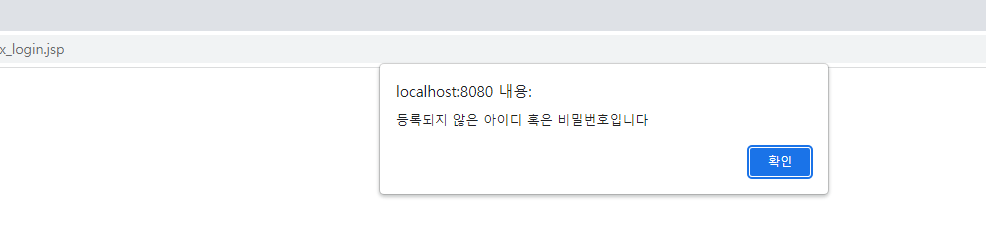 x_login.jsp
localhost:8080 내용:
등록되지 않은 아이디 혹은 비밀번호입니다
확인